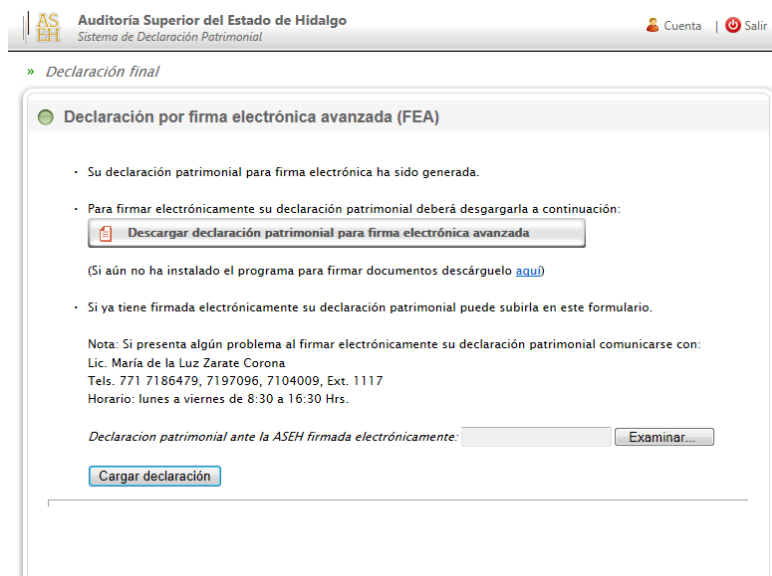 AS
EH
Auditoría Superior del Estado de Hidalgo
Sistema de Declaración Patrimonial
Cuenta | Salir
» Declaración final
Declaración por firma electrónica avanzada (FEA)
· Su declaración patrimonial para firma electrónica ha sido generada.
· Para firmar electrónicamente su declaración patrimonial deberá desgargarla a continuación:
Descargar declaración patrimonial para firma electrónica avanzada
(Si aún no ha instalado el programa para firmar documentos descárguelo aquí)
· Si ya tiene firmada electrónicamente su declaración patrimonial puede subirla en este formulario.
Nota: Si presenta algún problema al firmar electrónicamente su declaración patrimonial comunicarse con:
Lic. María de la Luz Zarate Corona
Tels. 771 7186479, 7197096, 7104009, Ext. 1117
Horario: lunes a viernes de 8:30 a 16:30 Hrs.
Declaracion patrimonial ante la ASEH firmada electrónicamente: Examinar...
Cargar declaración